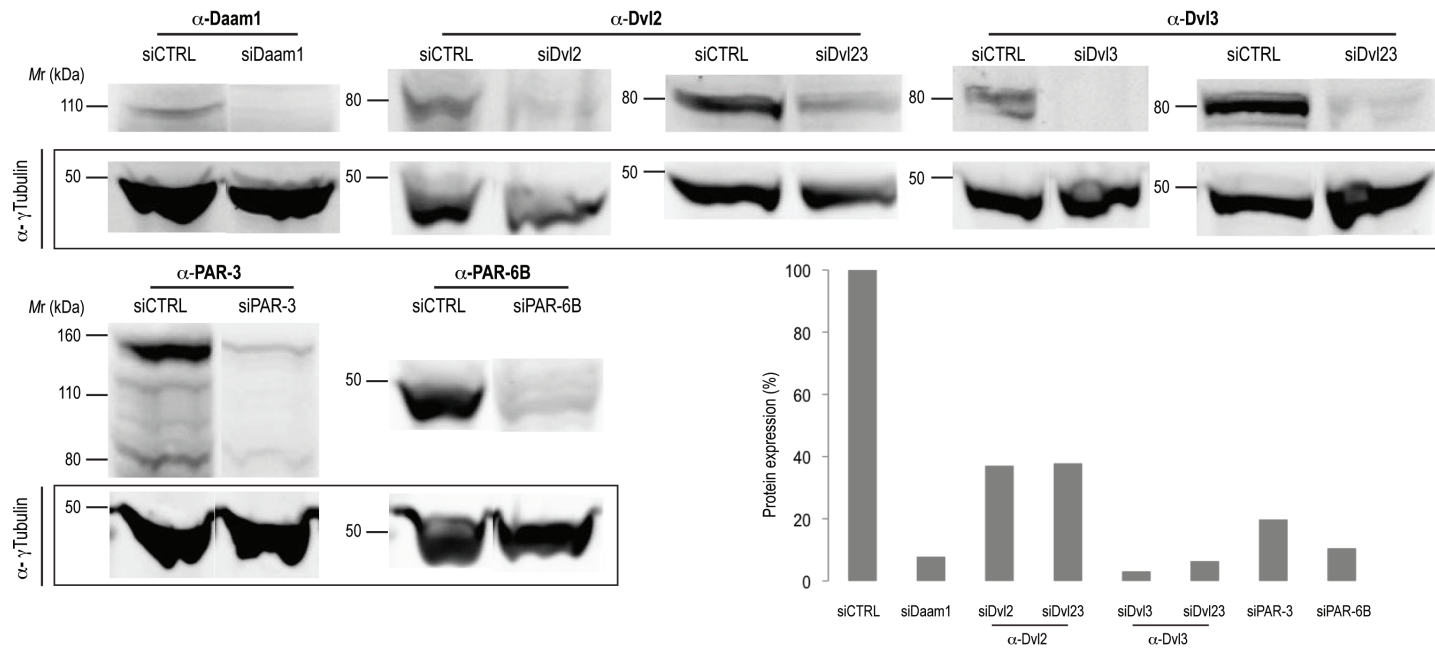 α-Daam1 α-Dvl2 α-Dvl3
siCTRL siDaam1 siCTRL siDvl2 siCTRL siDvl23 siCTRL siDvl3 siCTRL siDvl23
Mr (kDa)
110 80 80 80 80
α- γTubulin
50 50 50 50 50
α-PAR-3 α-PAR-6B
siCTRL siPAR-3 siCTRL siPAR-6B
Mr (kDa)
160
110
80
50
α- γTubulin
50 50
Protein expression (%)
100
80
60
40
20
0
siCTRL siDaam1 siDvl2 siDvl23 siDvl3 siDvl23 siPAR-3 siPAR-6B
α-Dvl2 α-Dvl3